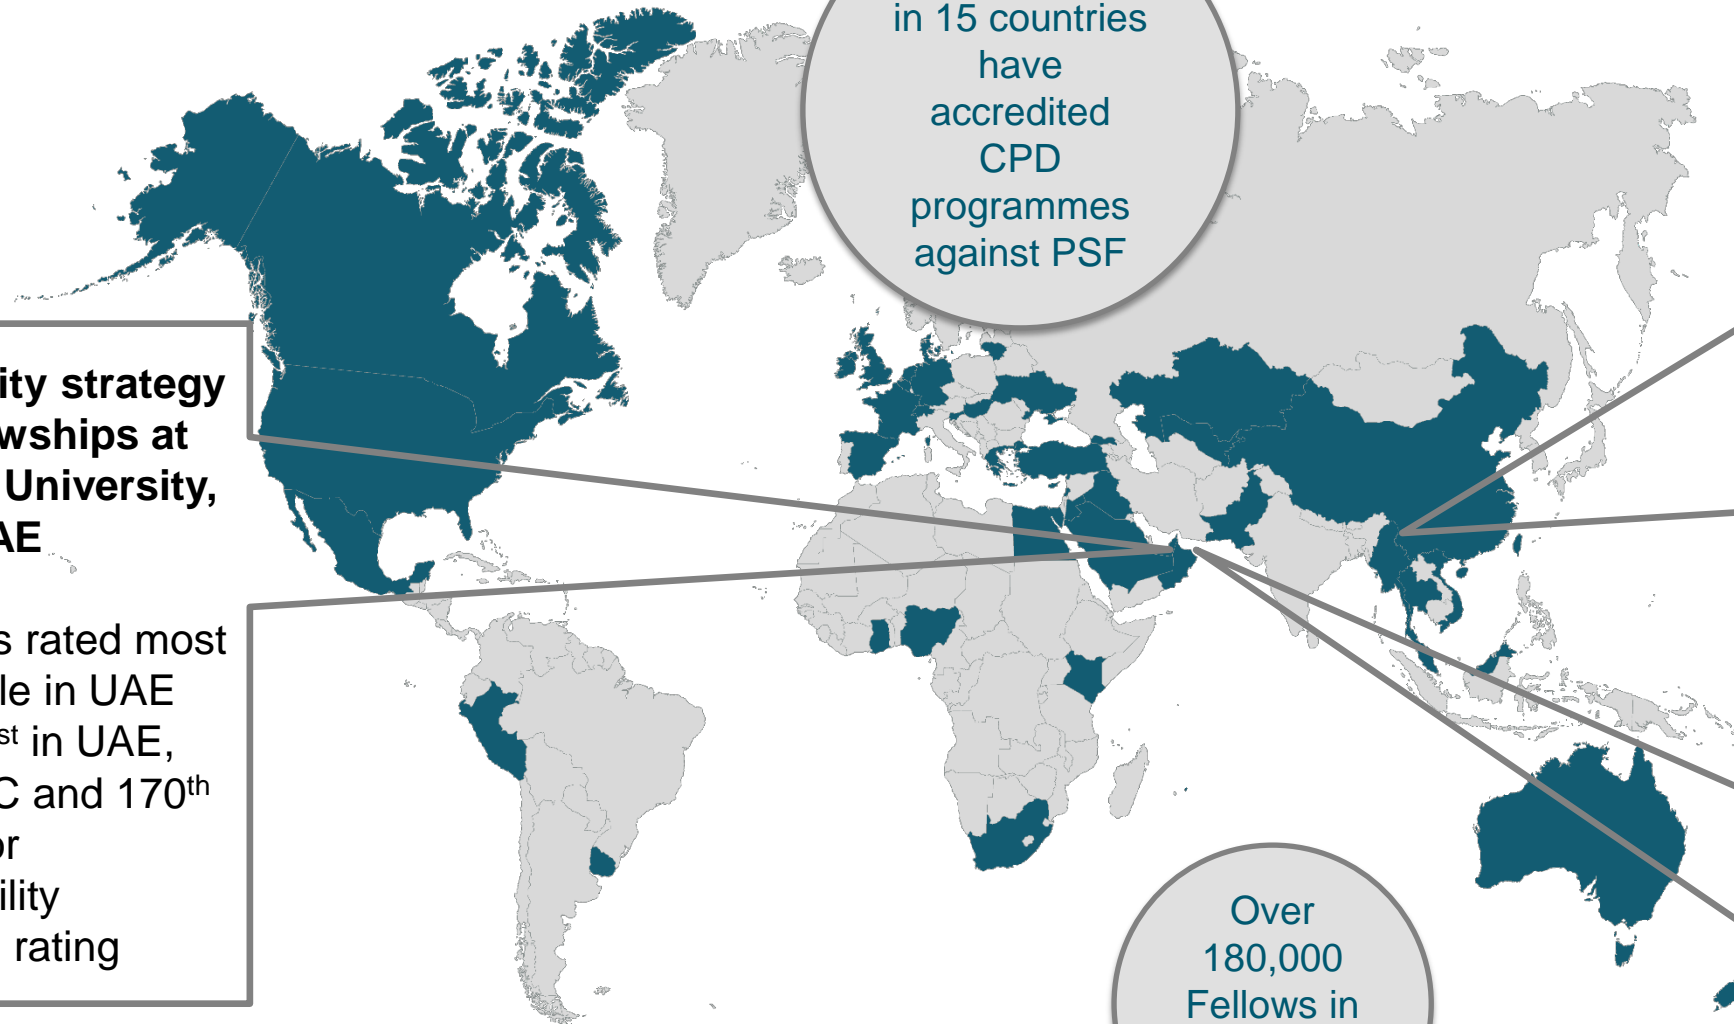 in 15 countries
have
accredited
CPD
programmes
against PSF
ity strategy
wships at
University,
AE
s rated most
le in UAE
st in UAE,
C and 170th
or
ility
rating
Over
180,000
Fellows in